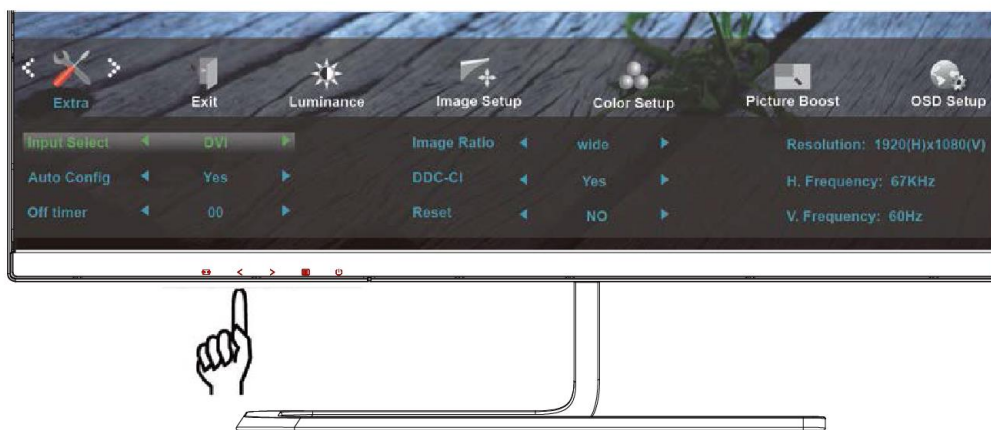 Extra Exit Luminance Image Setup Color Setup Picture Boost OSD Setup
Input Select DVI Image Ratio wide Resolution: 1920(H)x1080(V)
Auto Config Yes DDC-CI Yes H. Frequency: 67KHz
Off timer 00 Reset NO V. Frequency: 60Hz